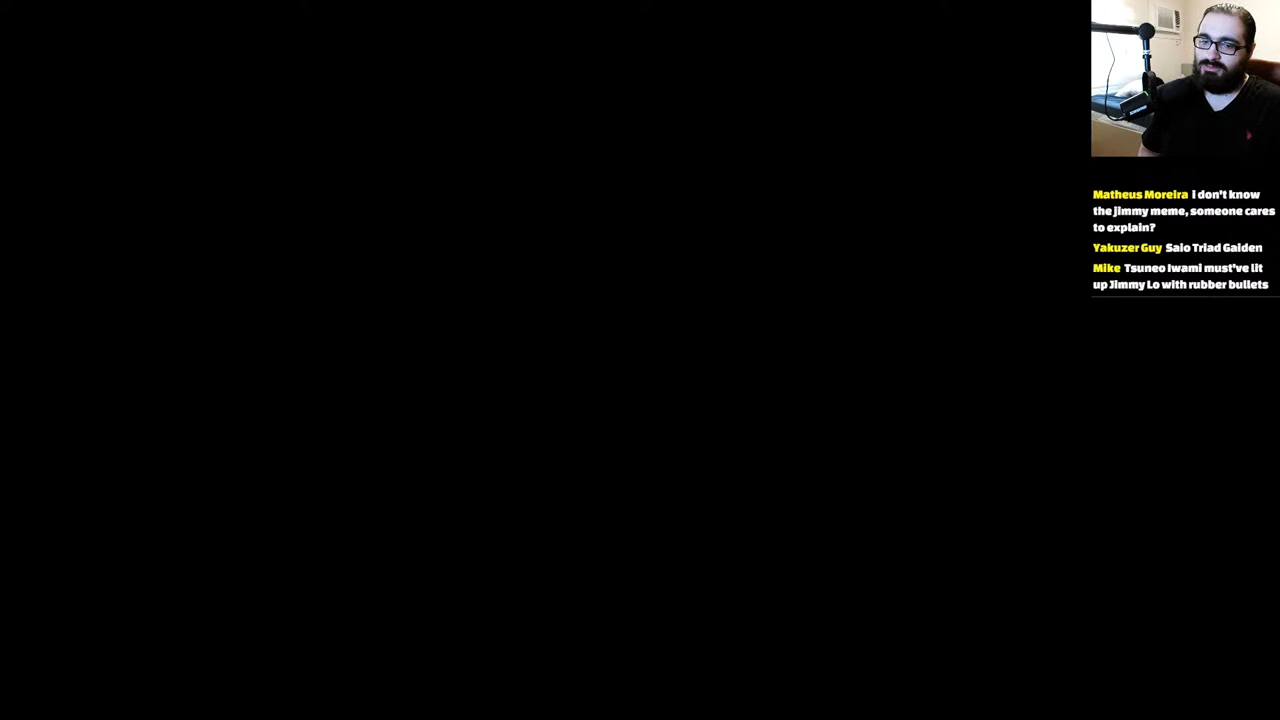 Matheus Moreira i don't know
the jimmy meme, someone cares
to explain?
Yakuzer Guy Saio Triad Gaiden
Mike Tsuneo Iwami must've lit
up Jimmy Lo with rubber bullets